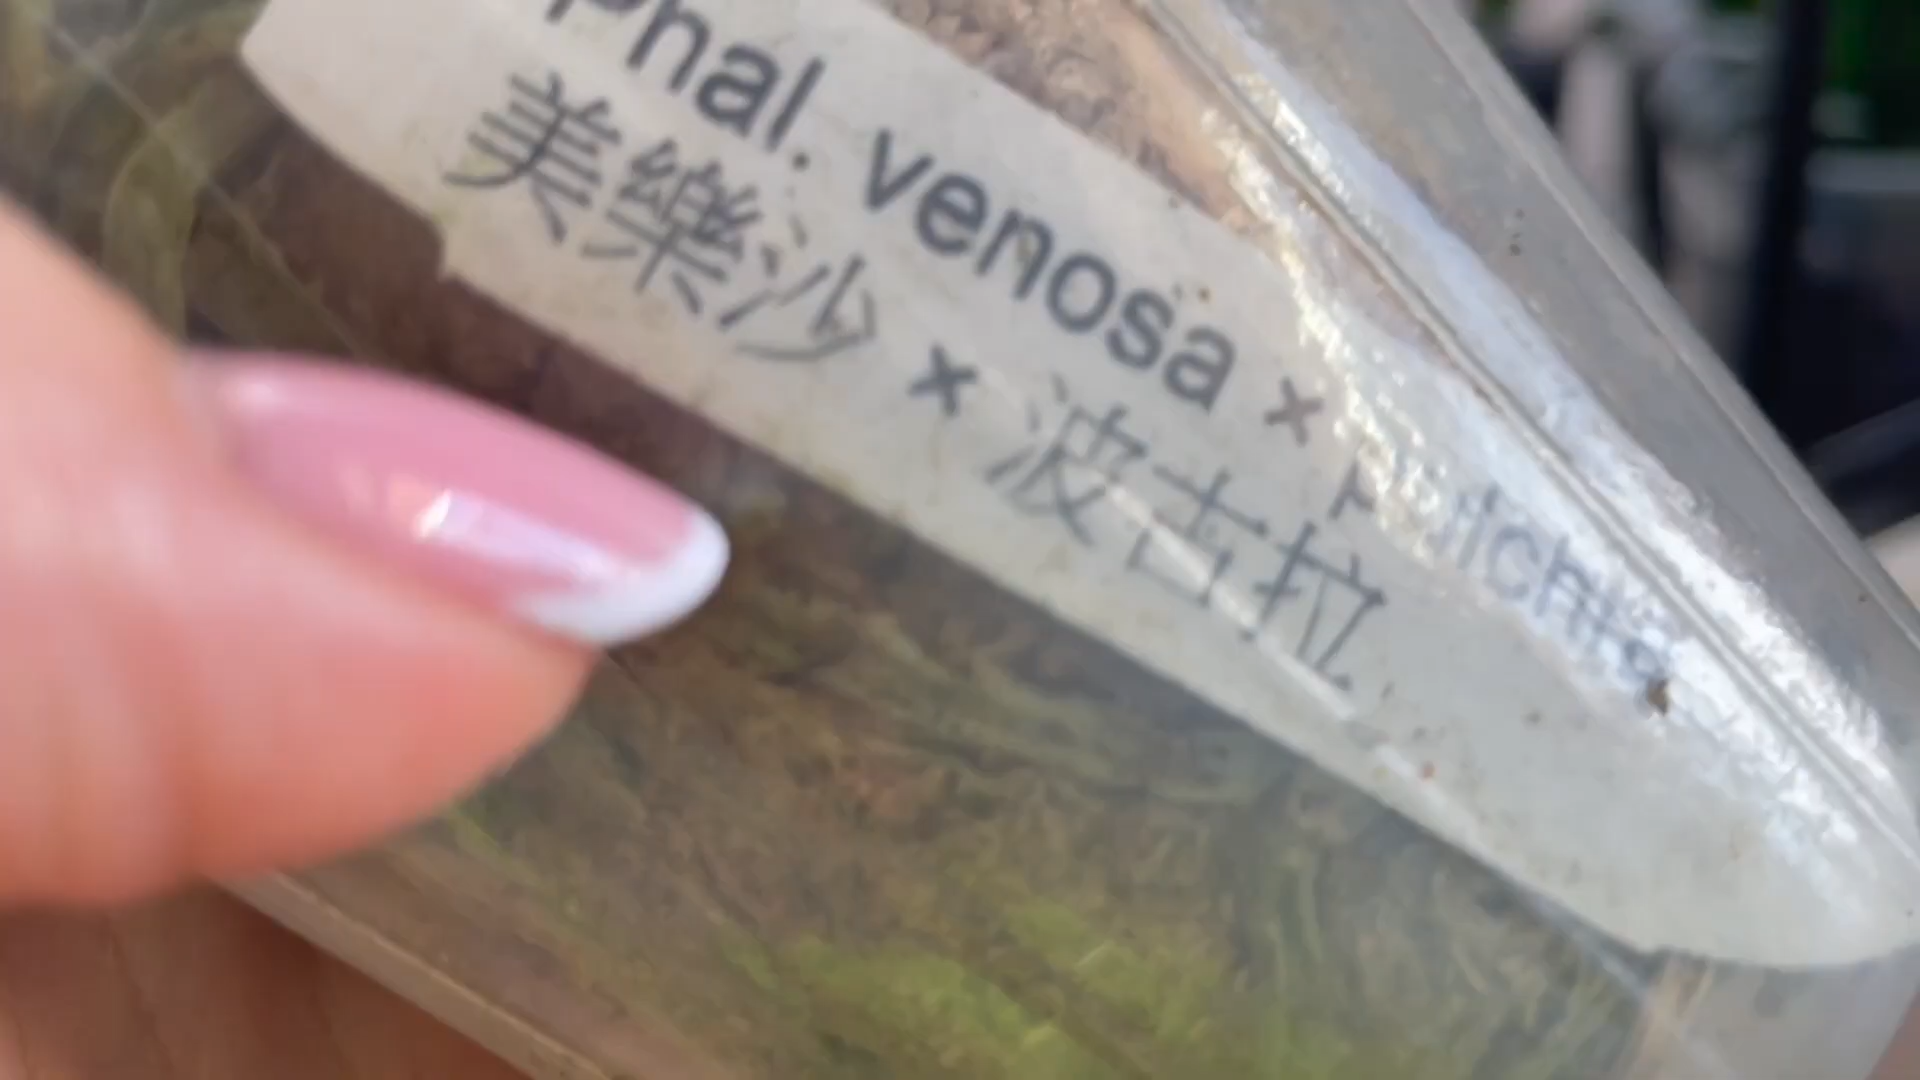 Phal. venosa × Pulchra
美樂沙 × 波吉拉